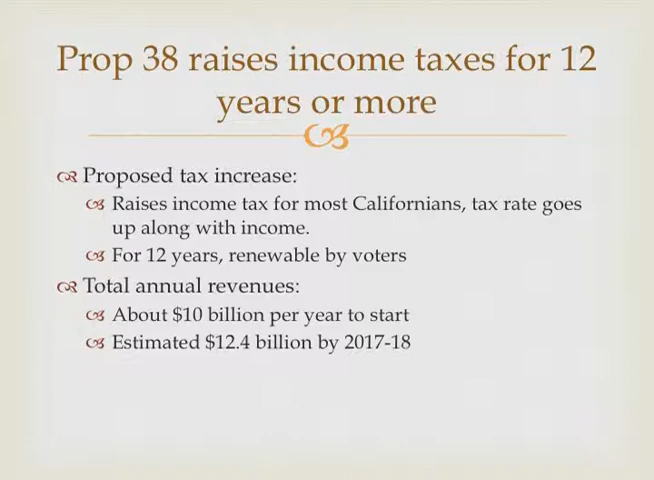 Prop 38 raises income taxes for 12
years or more
Proposed tax increase:
Raises income tax for most Californians, tax rate goes
up along with income.
For 12 years, renewable by voters
Total annual revenues:
About $10 billion per year to start
Estimated $12.4 billion by 2017-18